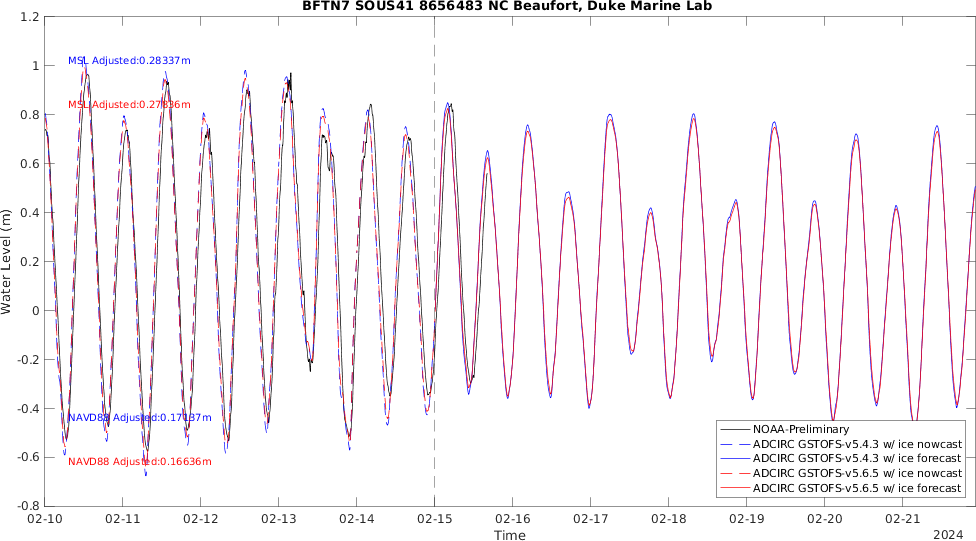 BFTN7 SOUS41 8656483 NC Beaufort, Duke Marine Lab
1.2
1
0.8
0.6
0.4
0.2
0
-0.2
-0.4
-0.6
-0.8
Water Level (m)
MSL Adjusted:0.28337m
MSL Adjusted:0.27836m
NAVD88 Adjusted:0.17137m
NAVD88 Adjusted:0.16636m
NOAA-Preliminary
ADCIRC GSTOFS-v5.4.3 w/ ice nowcast
ADCIRC GSTOFS-v5.4.3 w/ ice forecast
ADCIRC GSTOFS-v5.6.5 w/ ice nowcast
ADCIRC GSTOFS-v5.6.5 w/ ice forecast
02-10 02-11 02-12 02-13 02-14 02-15 02-16 02-17 02-18 02-19 02-20 02-21
Time
2024